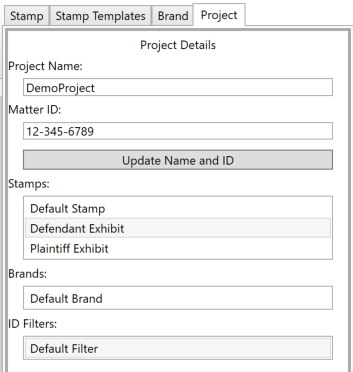 Stamp Stamp Templates Brand Project
Project Details
Project Name:
DemoProject
Matter ID:
12-345-6789
Update Name and ID
Stamps:
Default Stamp
Defendant Exhibit
Plaintiff Exhibit
Brands:
Default Brand
ID Filters:
Default Filter